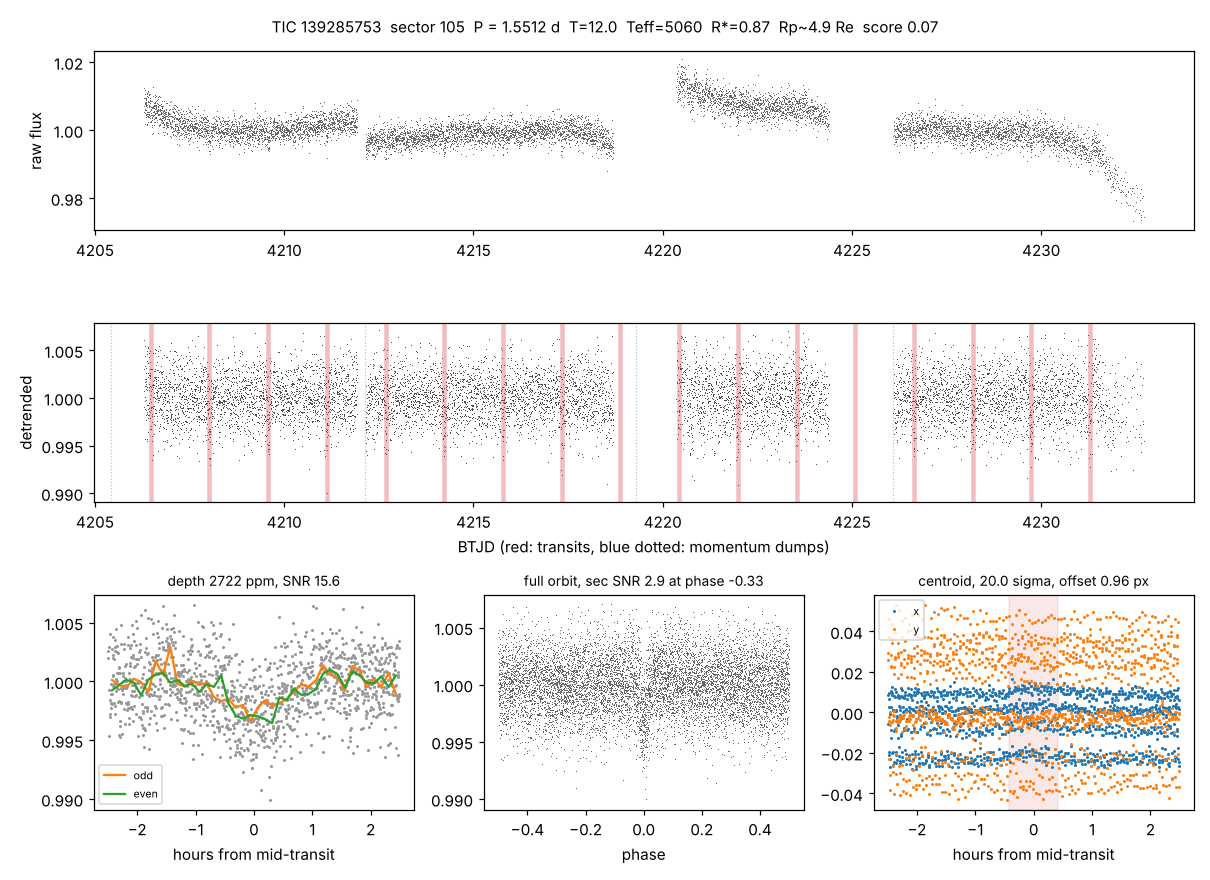 TIC 139285753  sector 105  P = 1.5512 d  T=12.0  Teff=5060  R*=0.87  Rp~4.9 Re  score 0.07
1.02
1.00
0.98
raw flux
4205 4210 4215 4220 4225 4230
1.005
1.000
0.995
0.990
detrended
4205 4210 4215 4220 4225 4230
BTJD (red: transits, blue dotted: momentum dumps)
depth 2722 ppm, SNR 15.6
1.005
1.000
0.995
0.990
odd
even
−2 −1 0 1 2
hours from mid-transit
full orbit, sec SNR 2.9 at phase -0.33
1.005
1.000
0.995
0.990
−0.4 −0.2 0.0 0.2 0.4
phase
centroid, 20.0 sigma, offset 0.96 px
x
y
0.04
0.02
0.00
−0.02
−0.04
−2 −1 0 1 2
hours from mid-transit